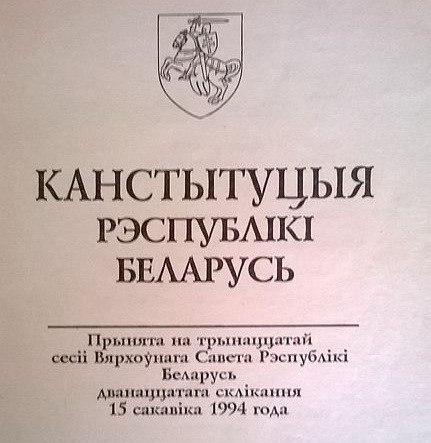 КАНСТЫТУЦЫЯ
РЭСПУБЛІКІ
БЕЛАРУСЬ
Прынята на трынаццатай
сесіі Вярхоўнага Савета Рэспублікі
Беларусь
дванаццатага склікання
15 сакавіка 1994 года